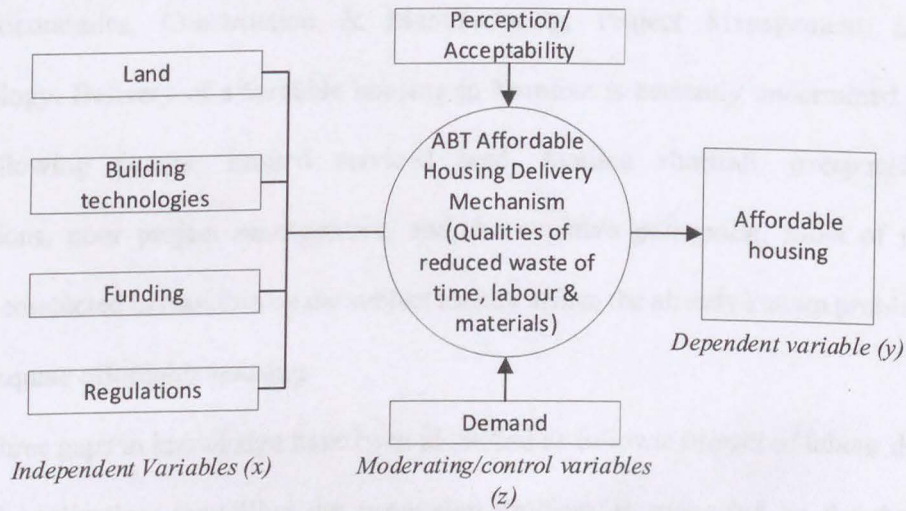 Perception/
Acceptability
Land
Building
technologies
Funding
Regulations
Independent Variables (x)
ABT Affordable
Housing Delivery
Mechanism
(Qualities of
reduced waste of
time, labour &
materials)
Demand
Moderating/control variables
(z)
Affordable
housing
Dependent variable (y)